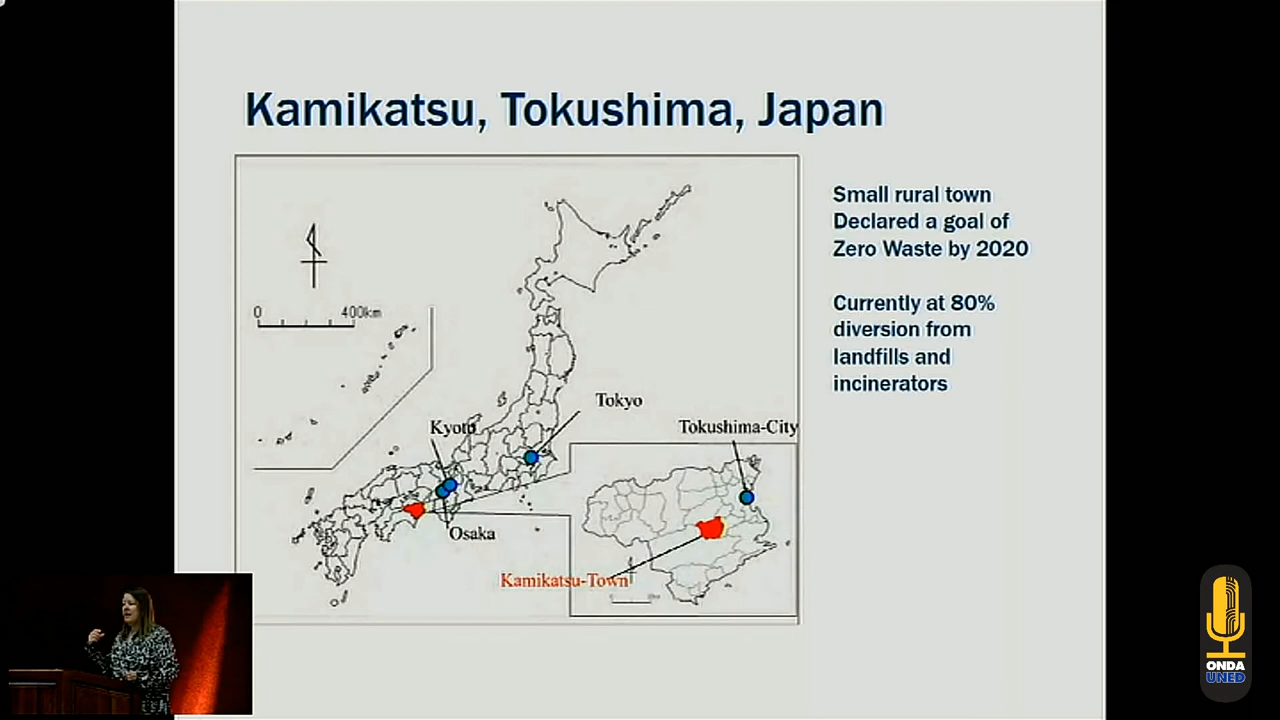 Kamikatsu, Tokushima, Japan
Small rural town
Declared a goal of
Zero Waste by 2020
Currently at 80%
diversion from
landfills and
incinerators
0
400km
Tokyo
Kyoto
Tokushima-City
Osaka
Kamikatsu-Town
ONDA
UNED